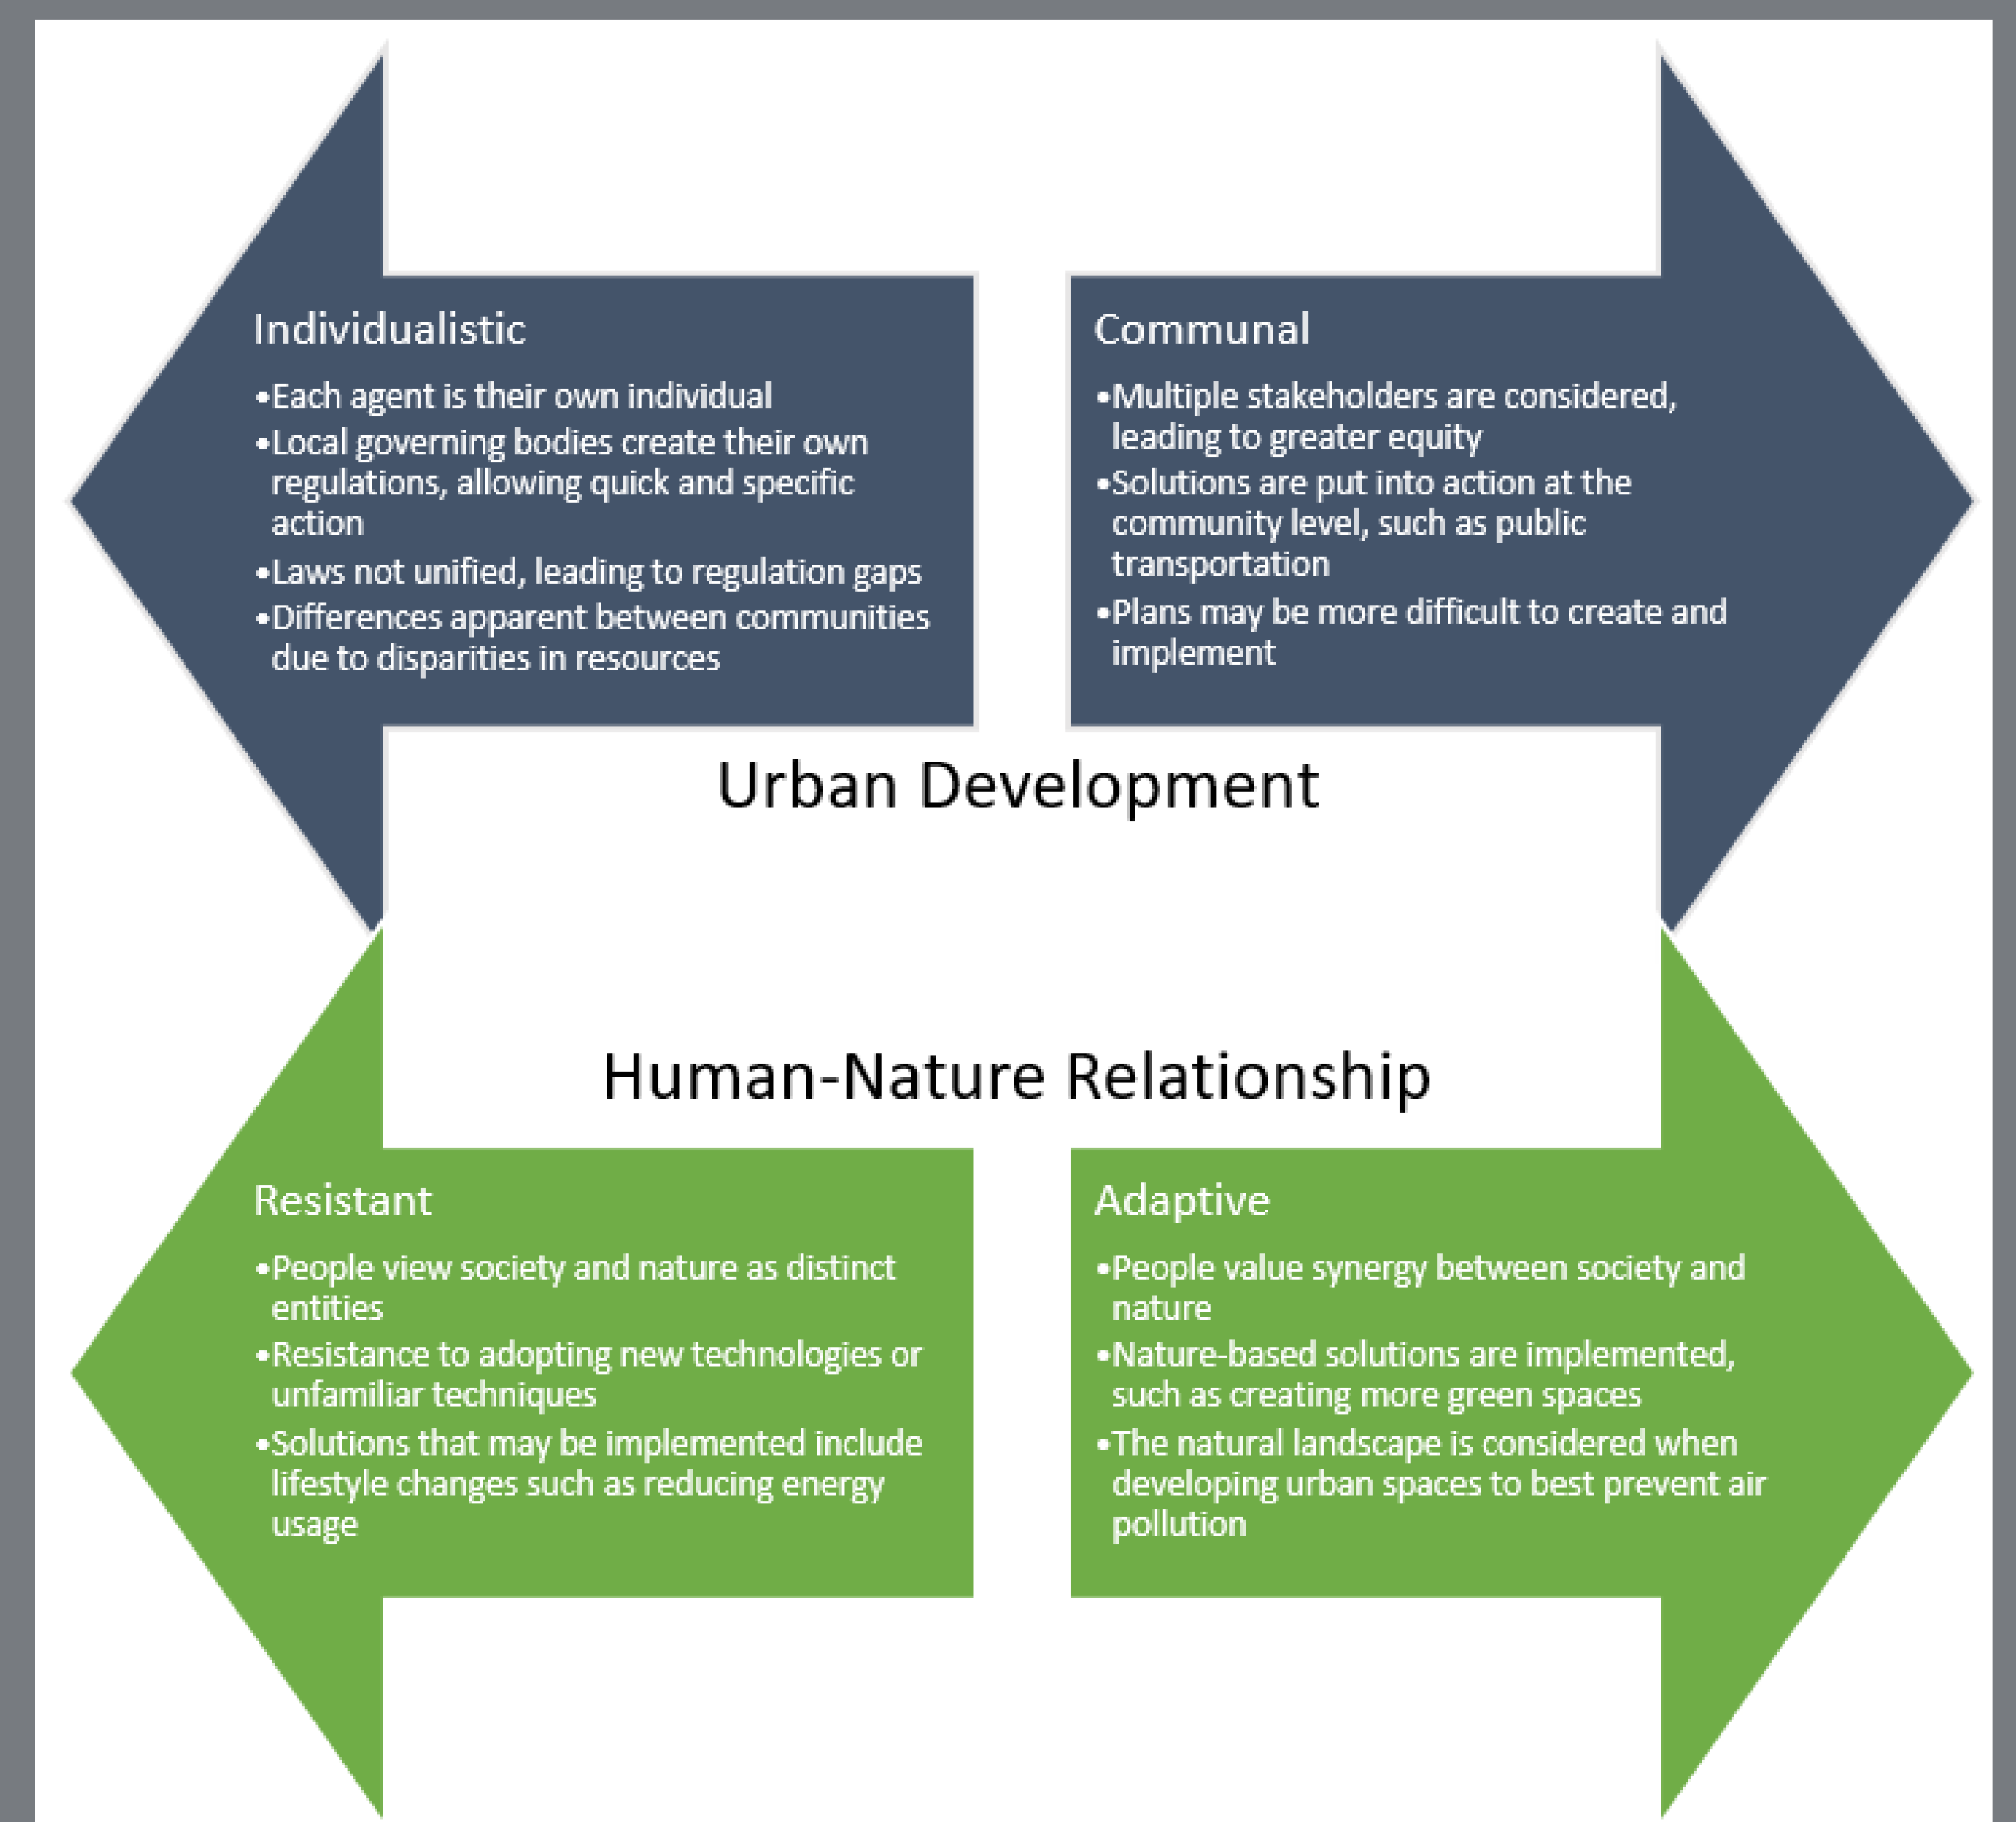 Individualistic
•Each agent is their own individual
•Local governing bodies create their own
regulations, allowing quick and specific
action
•Laws not unified, leading to regulation gaps
•Differences apparent between communities
due to disparities in resources
Communal
•Multiple stakeholders are considered,
leading to greater equity
•Solutions are put into action at the
community level, such as public
transportation
•Plans may be more difficult to create and
implement
Urban Development
Human-Nature Relationship
Resistant
•People view society and nature as distinct
entities
•Resistance to adopting new technologies or
unfamiliar techniques
•Solutions that may be implemented include
lifestyle changes such as reducing energy
usage
Adaptive
•People value synergy between society and
nature
•Nature-based solutions are implemented,
such as creating more green spaces
•The natural landscape is considered when
developing urban spaces to best prevent air
pollution